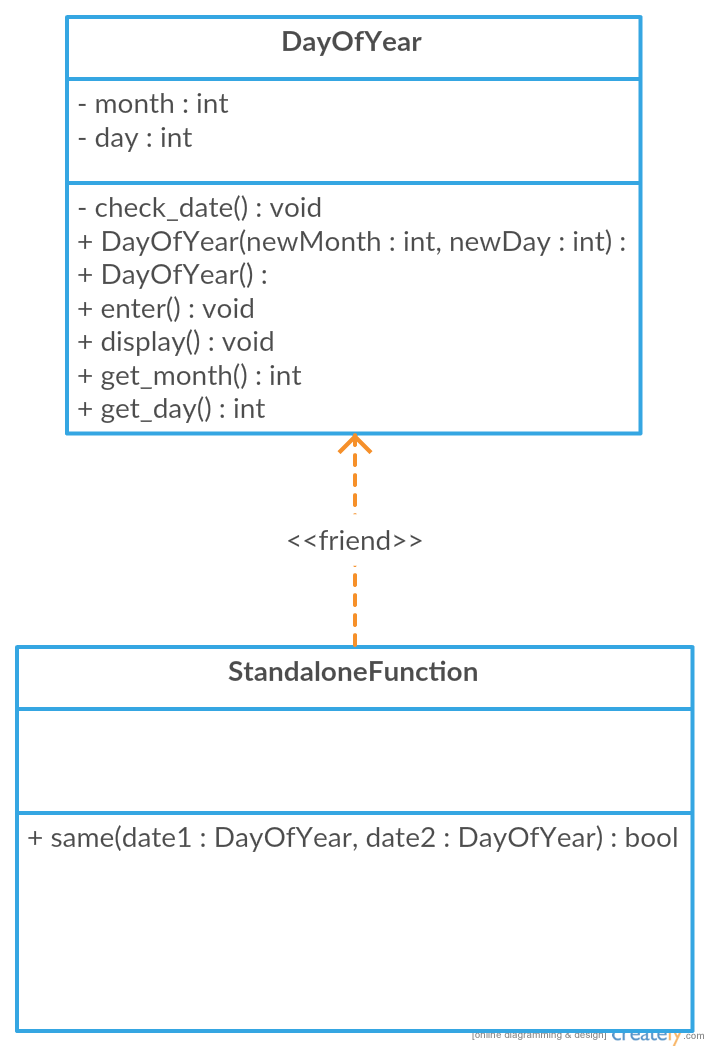 DayOfYear
- month : int
- day : int
- check_date() : void
+ DayOfYear(newMonth : int, newDay : int) :
+ DayOfYear() :
+ enter() : void
+ display() : void
+ get_month() : int
+ get_day() : int
<<friend>>
StandaloneFunction
+ same(date1 : DayOfYear, date2 : DayOfYear) : bool
[online diagramming & design] creately.com